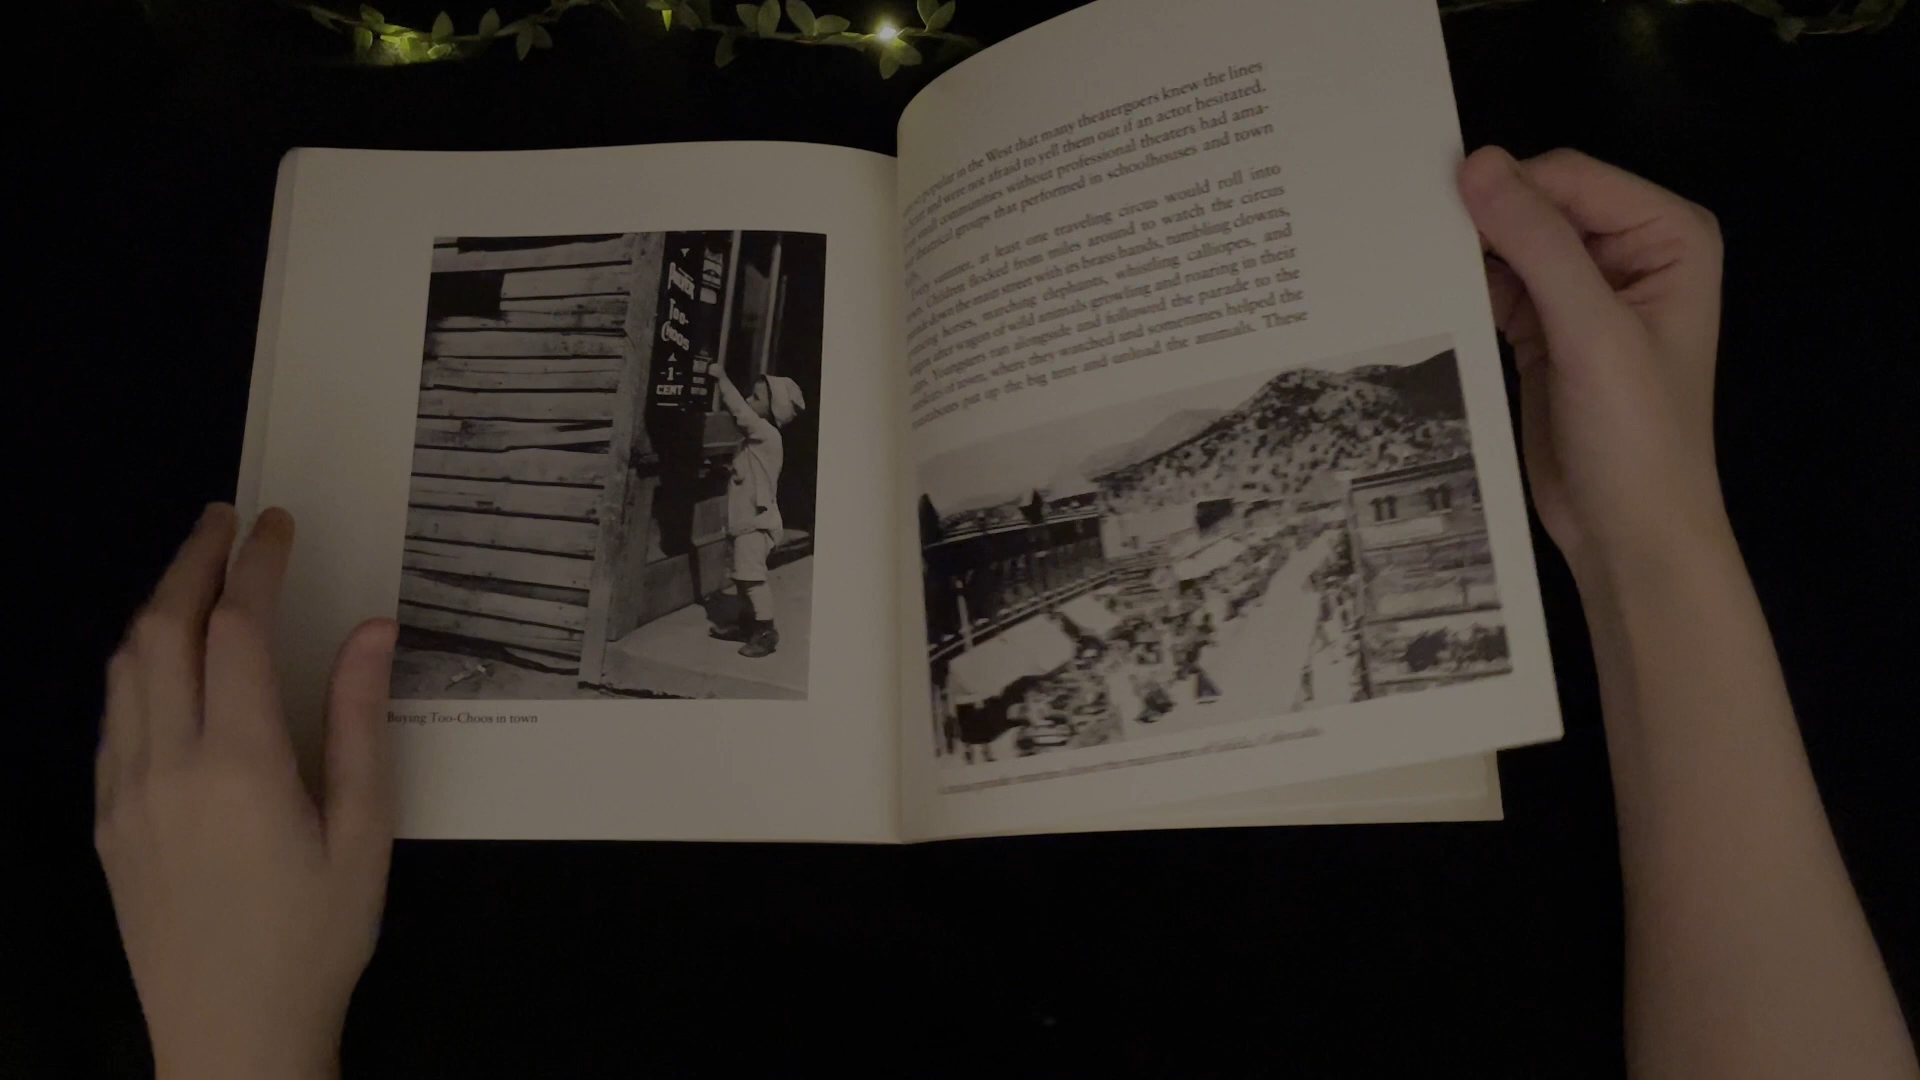 PULVER
Too-
Choos
-1-
CENT
Buying Too-Choos in town
popular in the West that many theatergoers knew the lines
and were not afraid to yell them out if an actor hesitated.
small communities without professional theaters had ama-
theatrical groups that performed in schoolhouses and town
summer, at least one traveling circus would roll into
Children flocked from miles around to watch the circus
down the main street with its brass bands, tumbling clowns,
horses, marching elephants, whistling calliopes, and
after wagon of wild animals growling and roaring in their
Youngsters ran alongside and followed the parade to the
of town, where they watched and sometimes helped the
put up the big tent and unload the animals. These